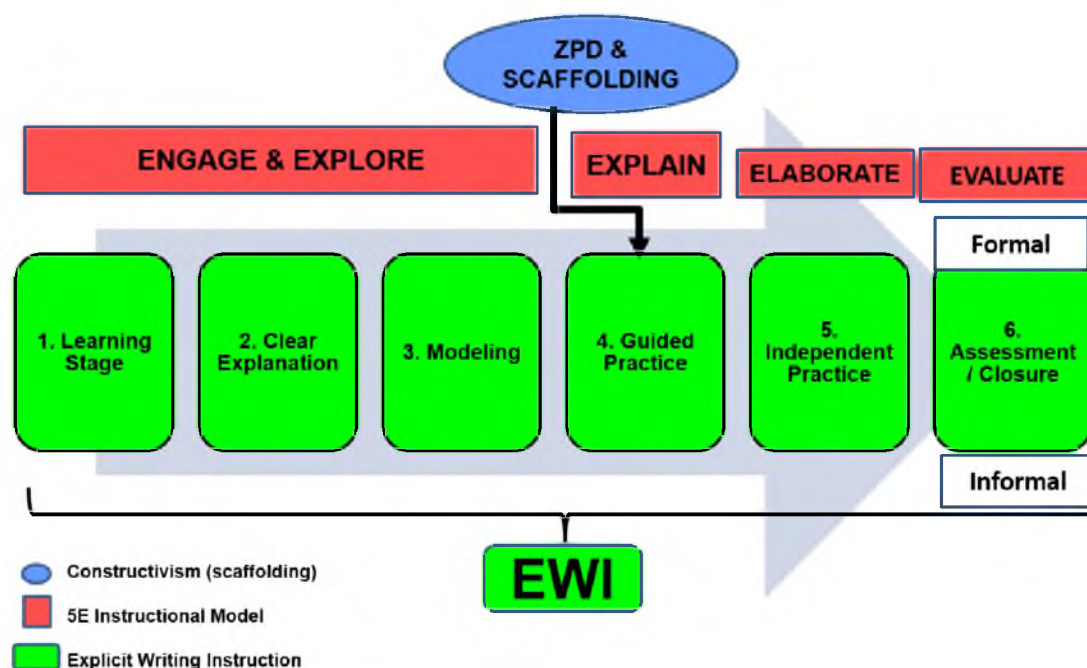 ZPD &
SCAFFOLDING
ENGAGE & EXPLORE
EXPLAIN
ELABORATE
EVALUATE
Formal
1. Learning
Stage
2. Clear
Explanation
3. Modeling
4. Guided
Practice
5.
Independent
Practice
6.
Assessment
/ Closure
Informal
EWI
Constructivism (scaffolding)
5E Instructional Model
Explicit Writing Instruction